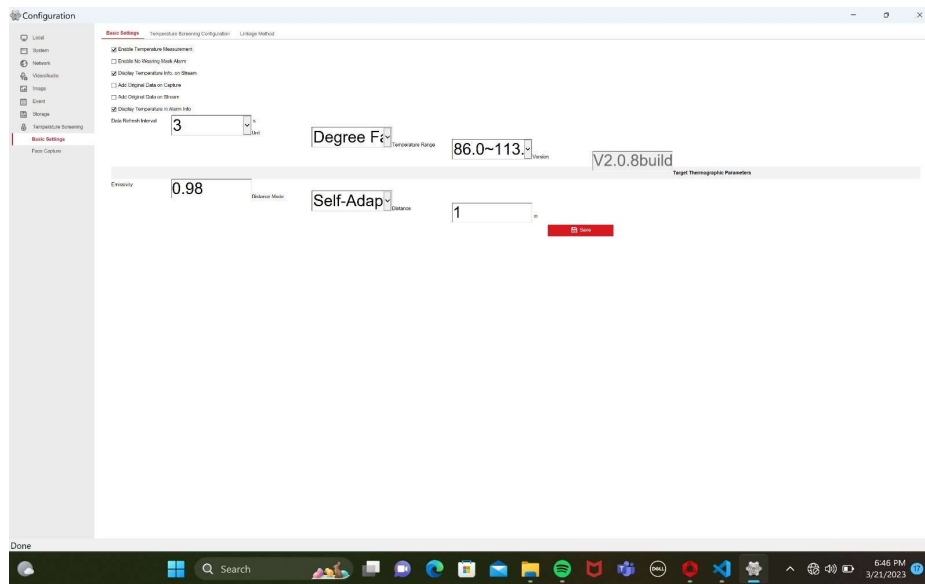 Configuration
Local
System
Network
Video/Audio
Image
Event
Storage
Temperature Screening
Basic Settings
Face Capture
Basic Settings Temperature Screening Configuration Linkage Method
Enable Temperature Measurement
Enable No Wearing Mask Alarm
Display Temperature Info. on Stream
Add Original Data on Capture
Add Original Data on Stream
Display Temperature in Alarm Info
Data Refresh Interval 3 s
Unit Degree Fa
Temperature Range 86.0~113.
Version V2.0.8build
Target Thermographic Parameters
Emissivity 0.98
Distance Mode Self-Adap
Distance 1 m
Save
Done
Search
DELL
6:46 PM
3/21/2023
17